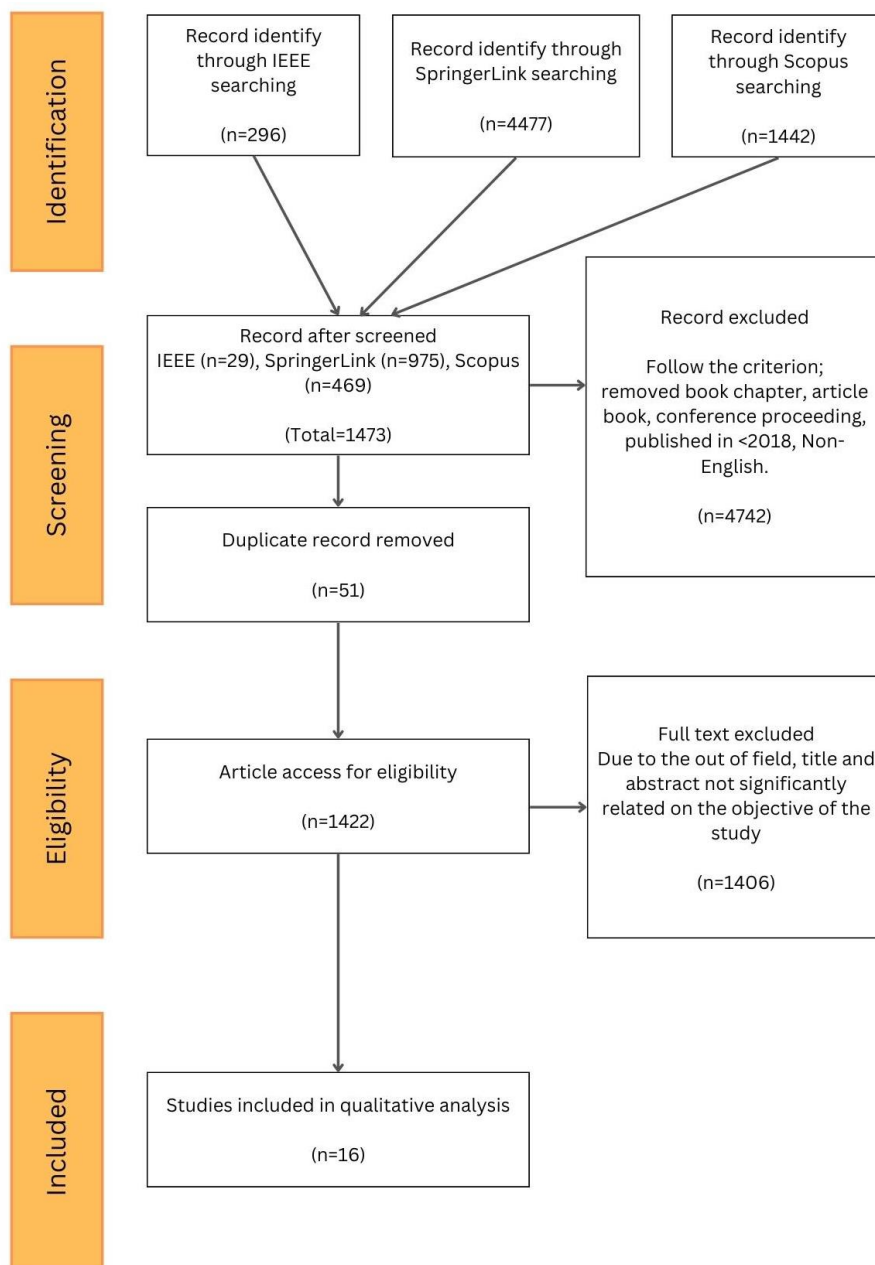 Identification
Record identify
through IEEE
searching
(n=296)
Record identify through
SpringerLink searching
(n=4477)
Record identify
through Scopus
searching
(n=1442)
Screening
Record after screened
IEEE (n=29), SpringerLink (n=975), Scopus
(n=469)
(Total=1473)
Record excluded
Follow the criterion;
removed book chapter, article
book, conference proceeding,
published in <2018, Non-
English.
(n=4742)
Duplicate record removed
(n=51)
Eligibility
Article access for eligibility
(n=1422)
Full text excluded
Due to the out of field, title and
abstract not significantly
related on the objective of the
study
(n=1406)
Included
Studies included in qualitative analysis
(n=16)